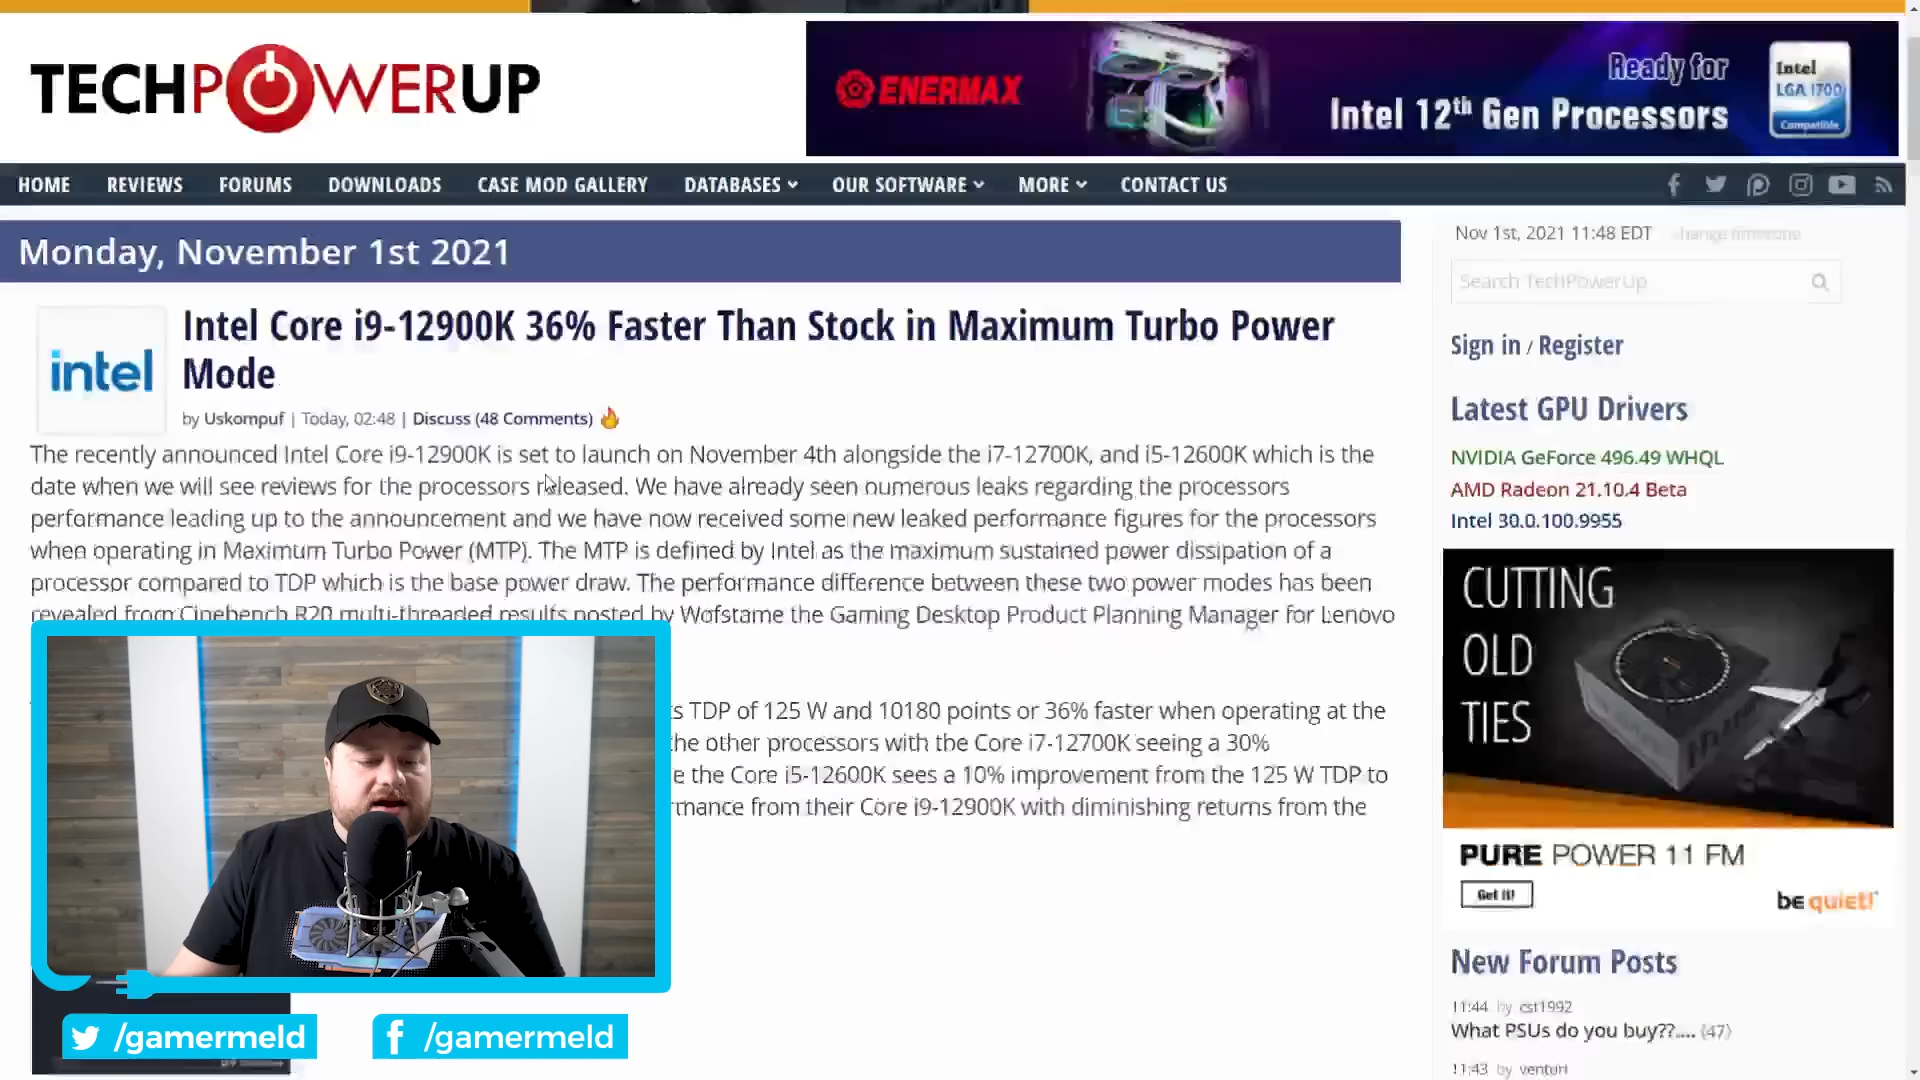 TECHPOWERUP
ENERMAX
Ready for
Intel 12th Gen Processors
Intel
LGA 1700
Compatible
HOME REVIEWS FORUMS DOWNLOADS CASE MOD GALLERY DATABASES OUR SOFTWARE MORE CONTACT US
Monday, November 1st 2021
Nov 1st, 2021 11:48 EDT change timezone
Search TechPowerUp
intel
Intel Core i9-12900K 36% Faster Than Stock in Maximum Turbo Power
Mode
by Uskompuf | Today, 02:48 | Discuss (48 Comments)
The recently announced Intel Core i9-12900K is set to launch on November 4th alongside the i7-12700K, and i5-12600K which is the
date when we will see reviews for the processors released. We have already seen numerous leaks regarding the processors
performance leading up to the announcement and we have now received some new leaked performance figures for the processors
when operating in Maximum Turbo Power (MTP). The MTP is defined by Intel as the maximum sustained power dissipation of a
processor compared to TDP which is the base power draw. The performance difference between these two power modes has been
revealed from Cinebench R20 multi-threaded results posted by Wofstame the Gaming Desktop Product Planning Manager for Lenovo
s TDP of 125 W and 10180 points or 36% faster when operating at the
the other processors with the Core i7-12700K seeing a 30%
e the Core i5-12600K sees a 10% improvement from the 125 W TDP to
rmance from their Core i9-12900K with diminishing returns from the
Sign in / Register
Latest GPU Drivers
NVIDIA GeForce 496.49 WHQL
AMD Radeon 21.10.4 Beta
Intel 30.0.100.9955
CUTTING
OLD
TIES
PURE POWER 11 FM
Get it!
be quiet!
New Forum Posts
11:44 by cst1992
What PSUs do you buy??.... (47)
11:43 by venturi
/gamermeld
/gamermeld